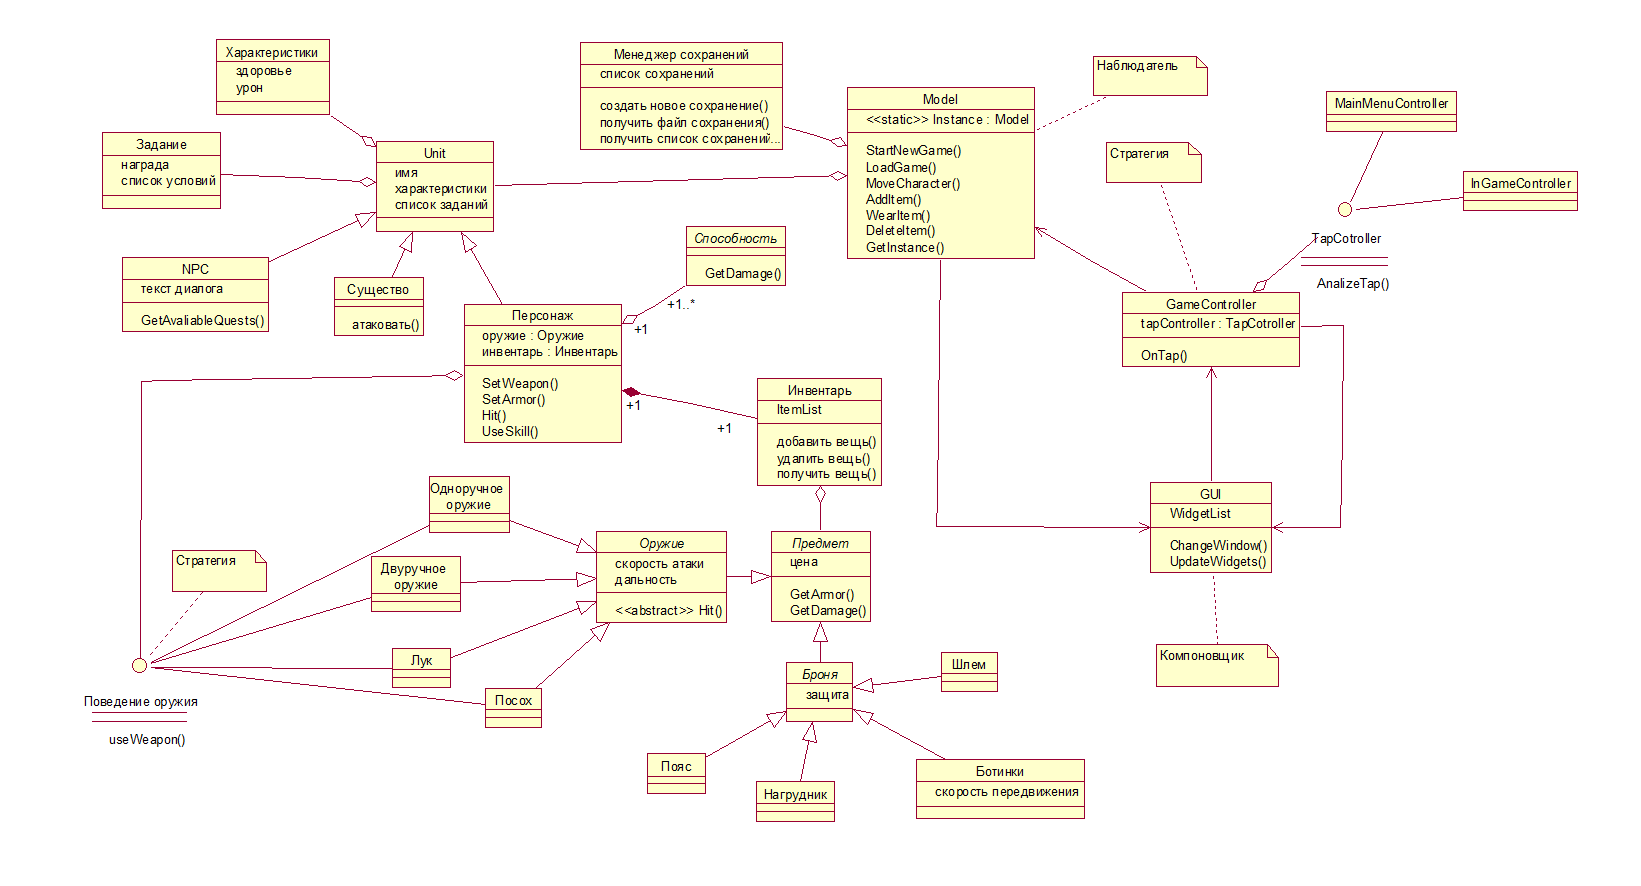 Характеристики
здоровье
урон
Задание
награда
список условий
Unit
имя
характеристики
список заданий
NPC
текст диалога
GetAvaliableQuests()
Существо
атаковать()
Менеджер сохранений
список сохранений
создать новое сохранение()
получить файл сохранения()
получить список сохранений...
Model
<<static>> Instance : Model
StartNewGame()
LoadGame()
MoveCharacter()
AddItem()
WearItem()
DeleteItem()
GetInstance()
Наблюдатель
Стратегия
MainMenuController
InGameController
TapCotroller
AnalizeTap()
GameController
tapController : TapCotroller
OnTap()
Способность
GetDamage()
+1..*
+1
Персонаж
оружие : Оружие
инвентарь : Инвентарь
SetWeapon()
SetArmor()
Hit()
UseSkill()
+1
+1
Инвентарь
ItemList
добавить вещь()
удалить вещь()
получить вещь()
GUI
WidgetList
ChangeWindow()
UpdateWidgets()
Компоновщик
Одноручное
оружие
Двуручное
оружие
Лук
Посох
Стратегия
Поведение оружия
useWeapon()
Оружие
скорость атаки
дальность
<<abstract>> Hit()
Предмет
цена
GetArmor()
GetDamage()
Броня
защита
Шлем
Пояс
Нагрудник
Ботинки
скорость передвижения